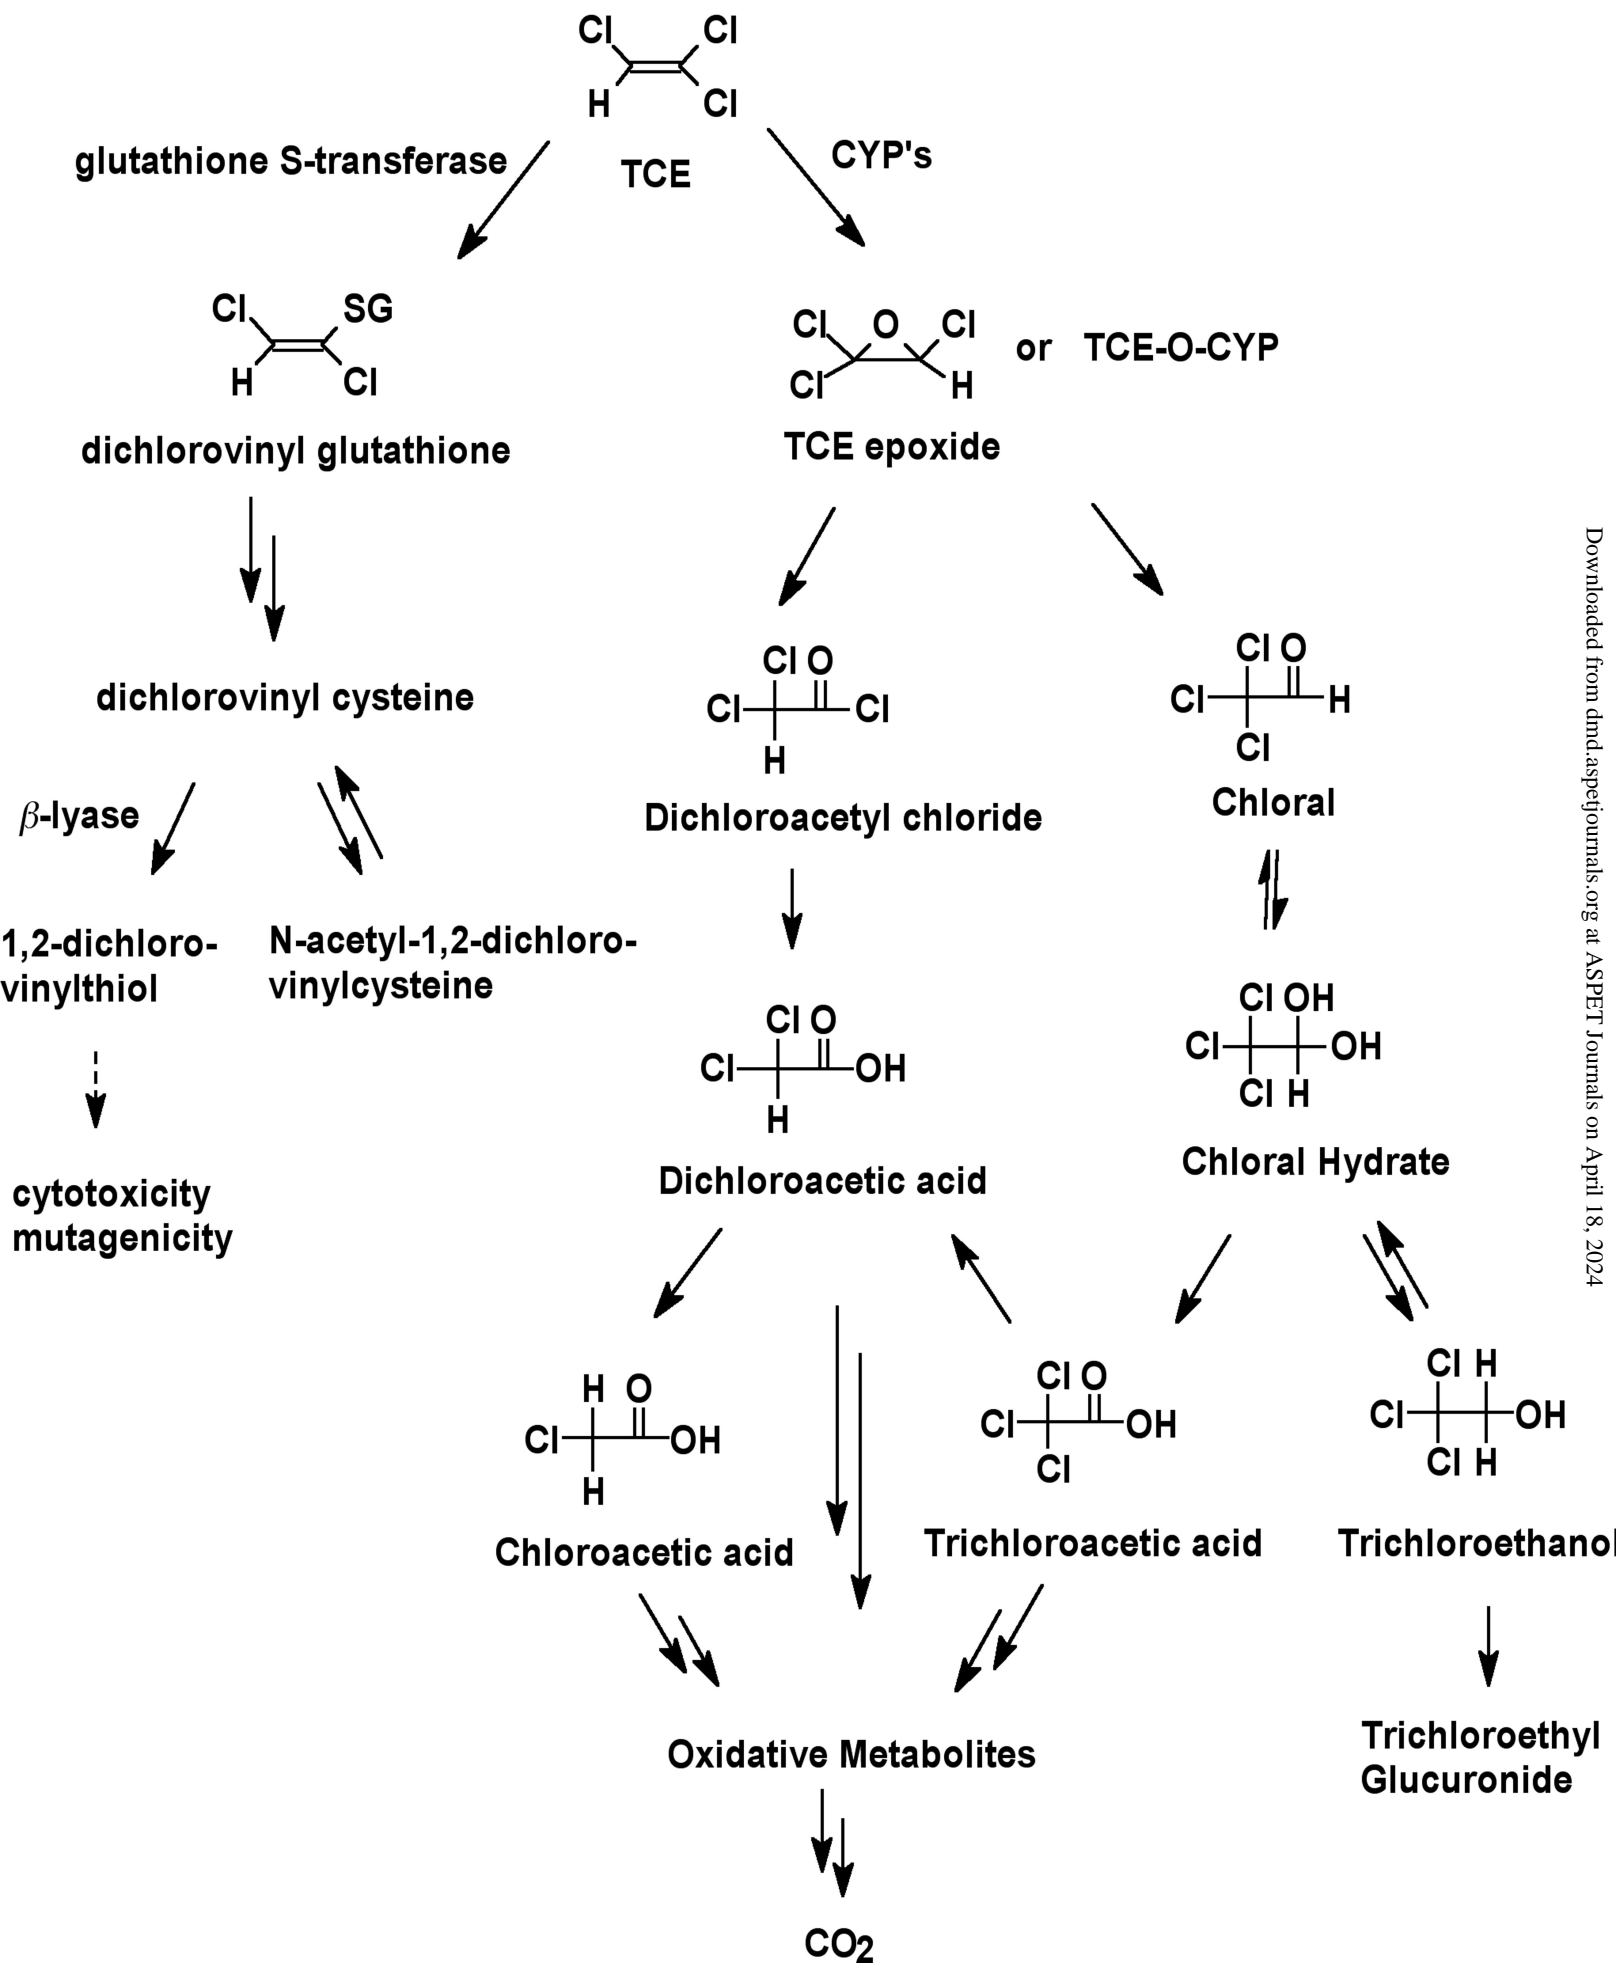 Cl Cl
H Cl
TCE
glutathione S-transferase
CYP's
Cl SG
H Cl
dichlorovinyl glutathione
Cl O Cl
Cl H
or TCE-O-CYP
TCE epoxide
dichlorovinyl cysteine
Cl O
Cl Cl
H
Dichloroacetyl chloride
Cl O
Cl H
Cl
Chloral
β-lyase
1,2-dichloro-
vinylthiol
N-acetyl-1,2-dichloro-
vinylcysteine
cytotoxicity
mutagenicity
Cl O
Cl OH
H
Dichloroacetic acid
Cl OH
Cl OH
Cl H
Chloral Hydrate
H O
Cl OH
H
Chloroacetic acid
Cl O
Cl OH
Cl
Trichloroacetic acid
Cl H
Cl OH
Cl H
Trichloroethanol
Oxidative Metabolites
Trichloroethyl
Glucuronide
CO2
Downloaded from dmd.aspetjournals.org at ASPET Journals on April 18, 2024